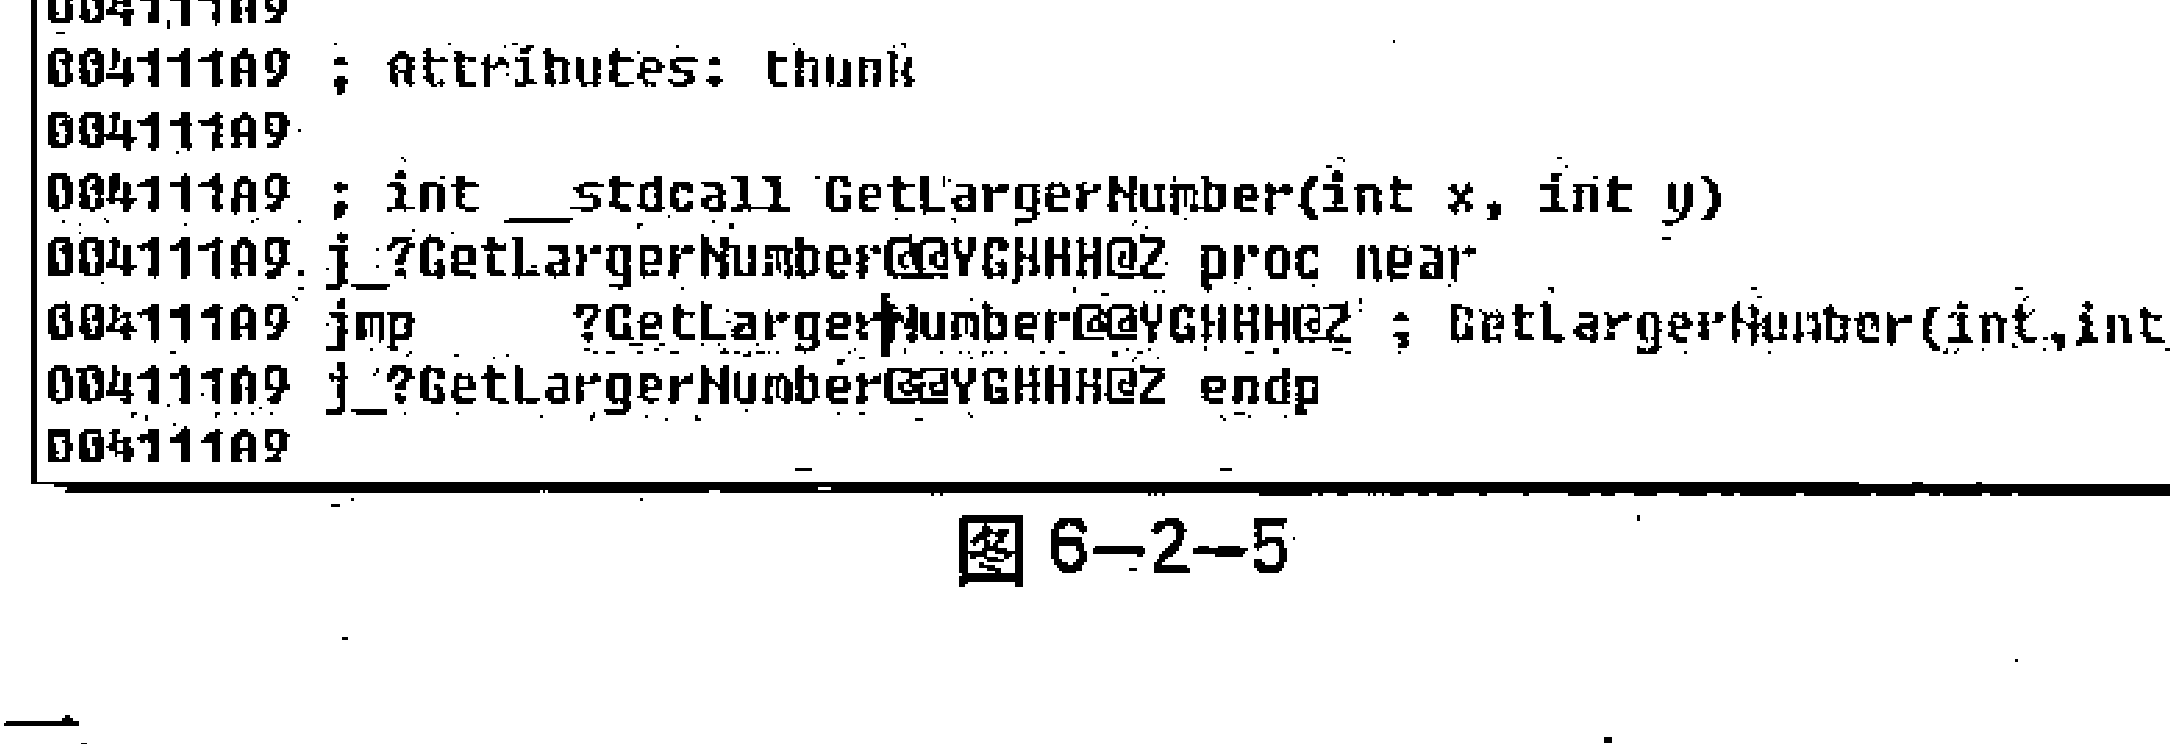 004111A9
004111A9 ; Attributes: thunk
004111A9
004111A9 ; int __stdcall GetLargerNumber(int x, int y)
004111A9 j_?GetLargerNumber@@YGHHH@Z proc near
004111A9 jmp ?GetLargerNumber@@YGHHH@Z ; GetLargerNumber(int,int
004111A9 j_?GetLargerNumber@@YGHHH@Z endp
004111A9
图 6-2-5